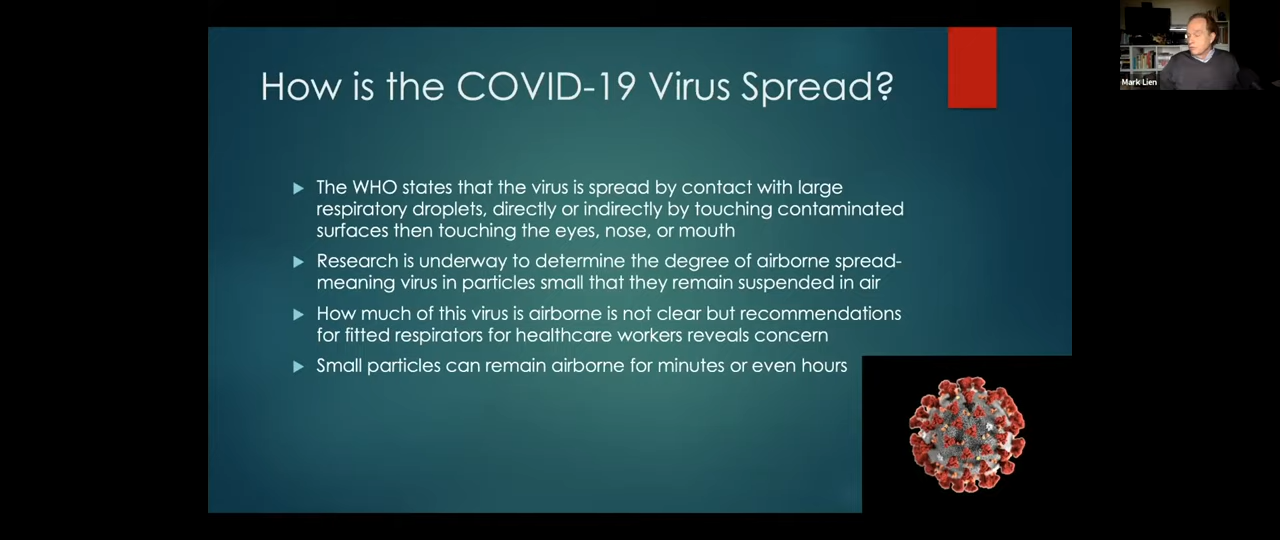 How is the COVID-19 Virus Spread?
The WHO states that the virus is spread by contact with large
respiratory droplets, directly or indirectly by touching contaminated
surfaces then touching the eyes, nose, or mouth
Research is underway to determine the degree of airborne spread-
meaning virus in particles small that they remain suspended in air
How much of this virus is airborne is not clear but recommendations
for fitted respirators for healthcare workers reveals concern
Small particles can remain airborne for minutes or even hours
Mark Lien